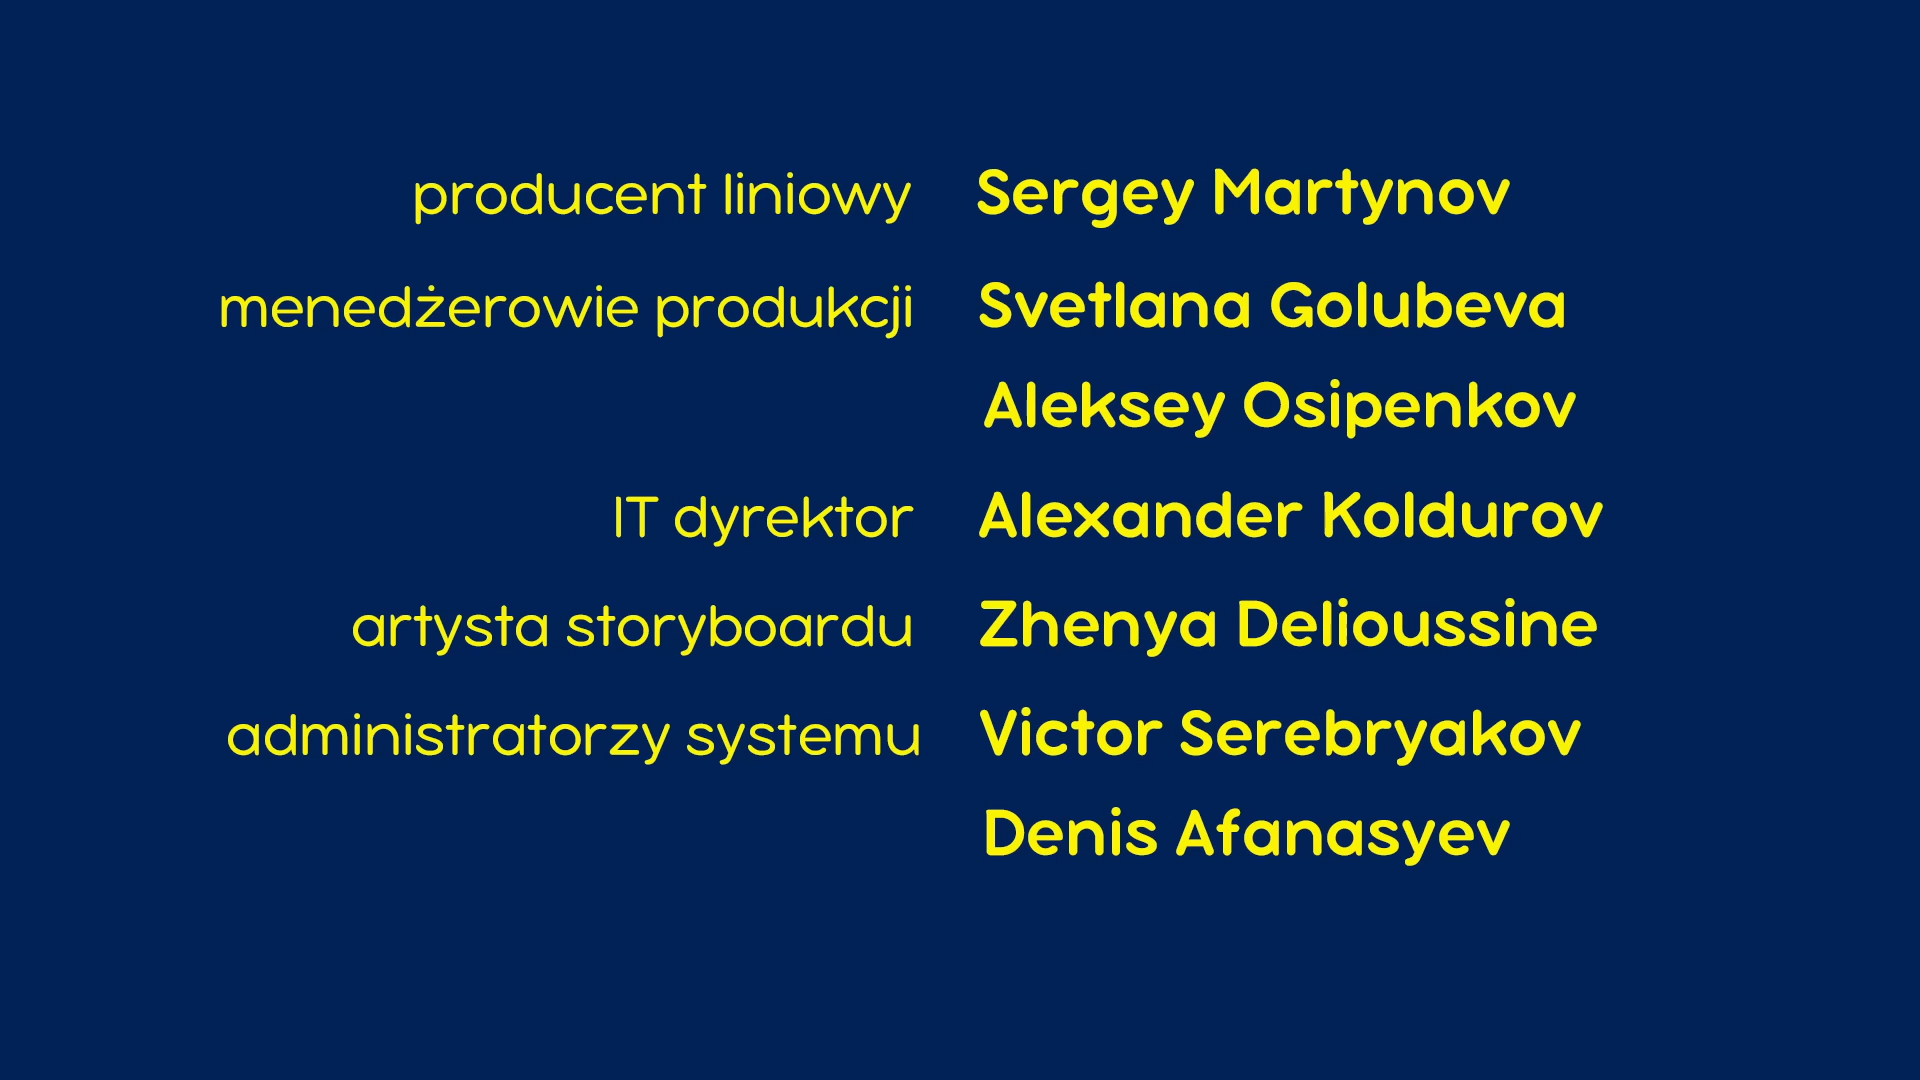 producent liniowy Sergey Martynov
menedżerowie produkcji Svetlana Golubeva
Aleksey Osipenkov
IT dyrektor Alexander Koldurov
artysta storyboardu Zhenya Delioussine
administratorzy systemu Victor Serebryakov
Denis Afanasyev